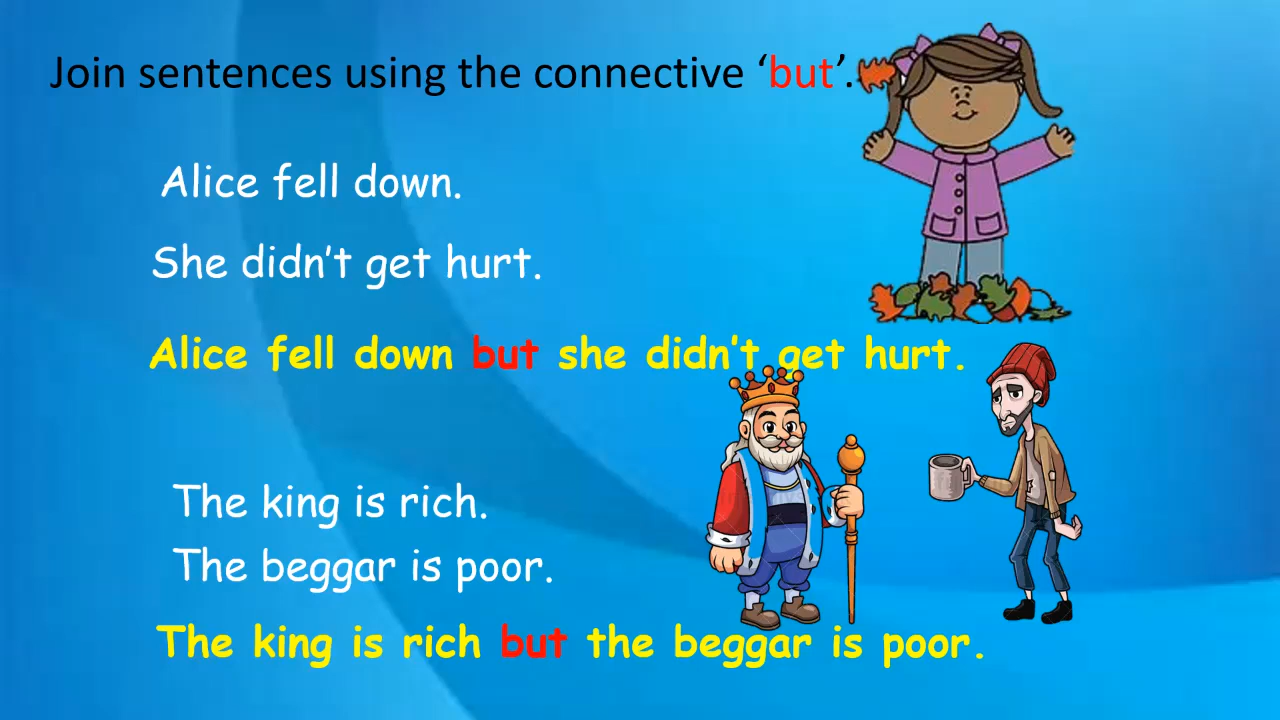 Join sentences using the connective ‘but’.
Alice fell down.
She didn’t get hurt.
Alice fell down but she didn’t get hurt.
The king is rich.
The beggar is poor.
The king is rich but the beggar is poor.